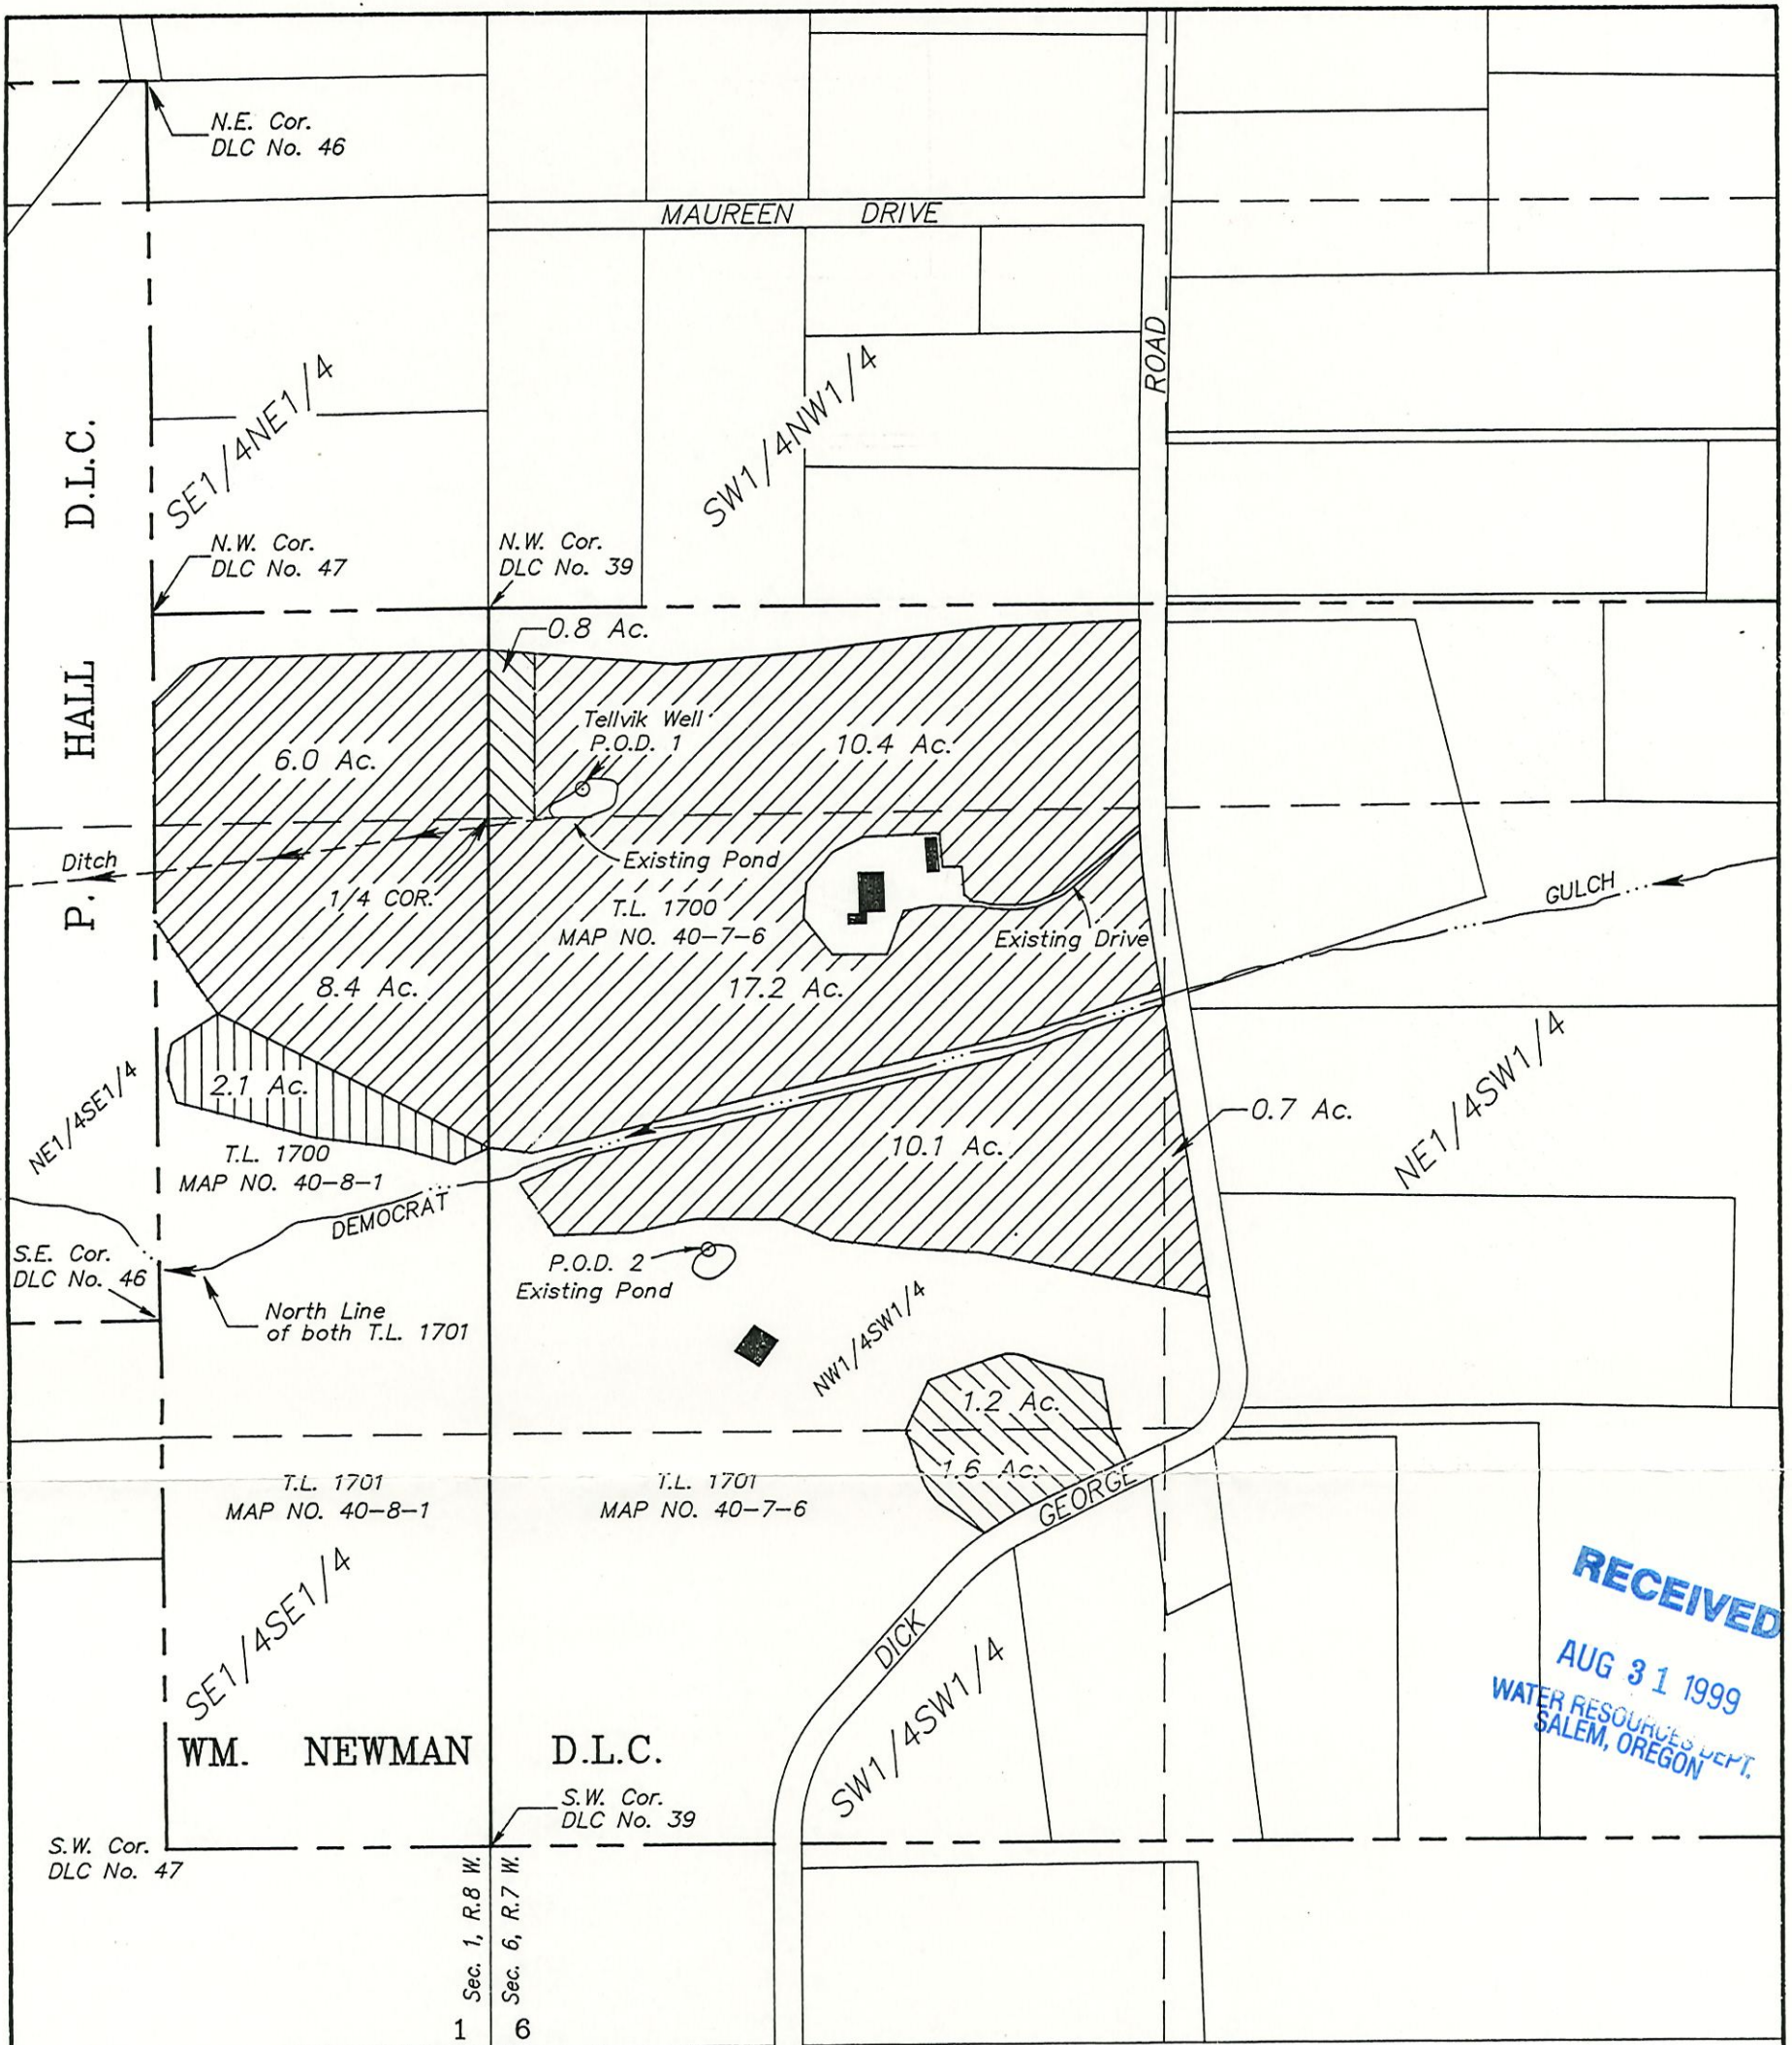 N.E. Cor.
DLC No. 46
MAUREEN DRIVE
ROAD
SE1/4NE1/4
SW1/4NW1/4
P. HALL D.L.C.
N.W. Cor.
DLC No. 47
N.W. Cor.
DLC No. 39
0.8 Ac.
Tellvik Well
P.O.D. 1
6.0 Ac.
10.4 Ac.
Ditch
Existing Pond
1/4 COR.
T.L. 1700
MAP NO. 40-7-6
Existing Drive
GULCH
8.4 Ac.
17.2 Ac.
NE1/4SE1/4
2.1 Ac.
NE1/4SW1/4
0.7 Ac.
10.1 Ac.
T.L. 1700
MAP NO. 40-8-1
DEMOCRAT
S.E. Cor.
DLC No. 46
P.O.D. 2
Existing Pond
North Line
of both T.L. 1701
NW1/4SW1/4
1.2 Ac.
1.6 Ac.
T.L. 1701
MAP NO. 40-8-1
T.L. 1701
MAP NO. 40-7-6
GEORGE
DICK
SE1/4SE1/4
SW1/4SW1/4
RECEIVED
AUG 31 1999
WATER RESOURCES DEPT.
SALEM, OREGON
WM. NEWMAN D.L.C.
S.W. Cor.
DLC No. 39
S.W. Cor.
DLC No. 47
Sec. 1, R.8 W.
Sec. 6, R.7 W.
1 6